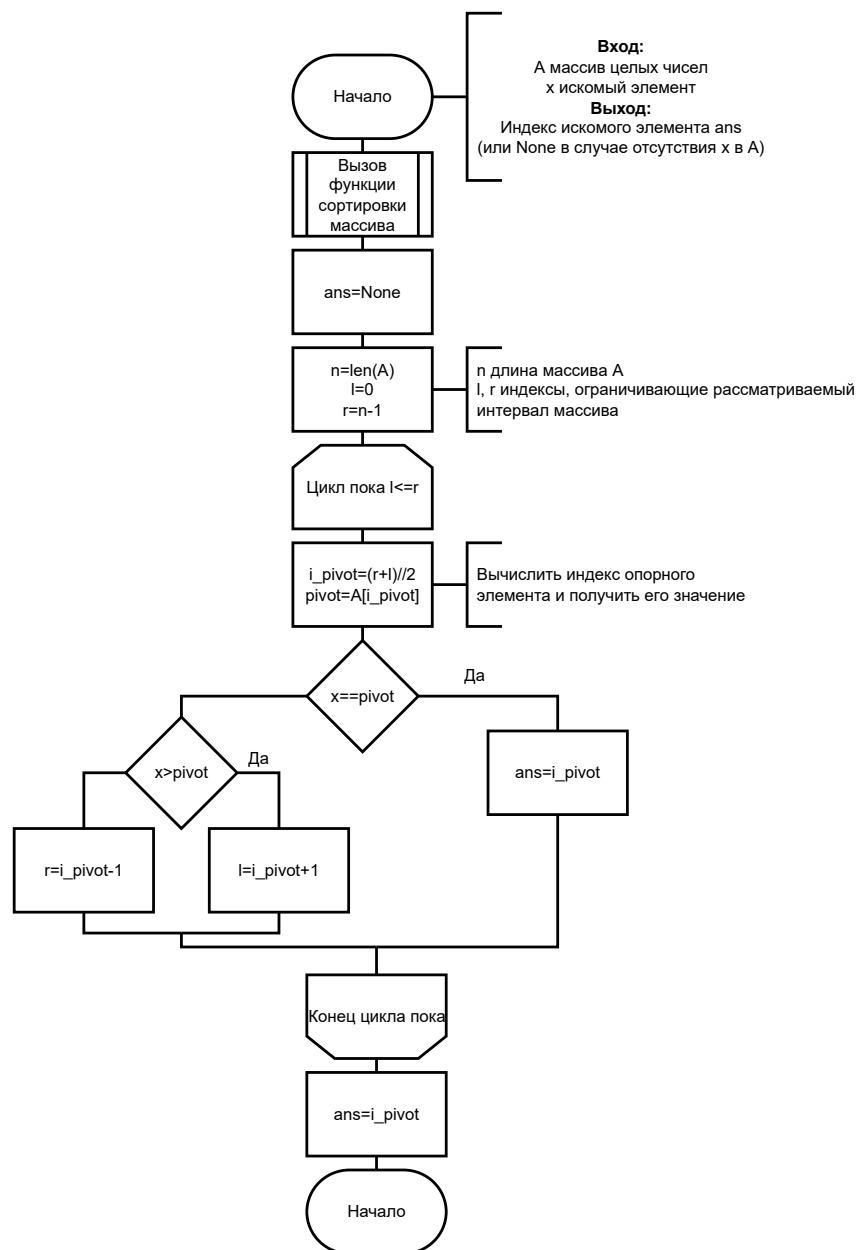 Начало
Вход:
А массив целых чисел
х искомый элемент
Выход:
Индекс искомого элемента ans
(или None в случае отсутствия x в A)
Вызов
функции
сортировки
массива
ans=None
n=len(A)
l=0
r=n-1
n длина массива A
l, r индексы, ограничивающие рассматриваемый
интервал массива
Цикл пока l<=r
i_pivot=(r+l)//2
pivot=A[i_pivot]
Вычислить индекс опорного
элемента и получить его значение
x==pivot
Да
x>pivot
Да
ans=i_pivot
r=i_pivot-1
l=i_pivot+1
Конец цикла пока
ans=i_pivot
Начало